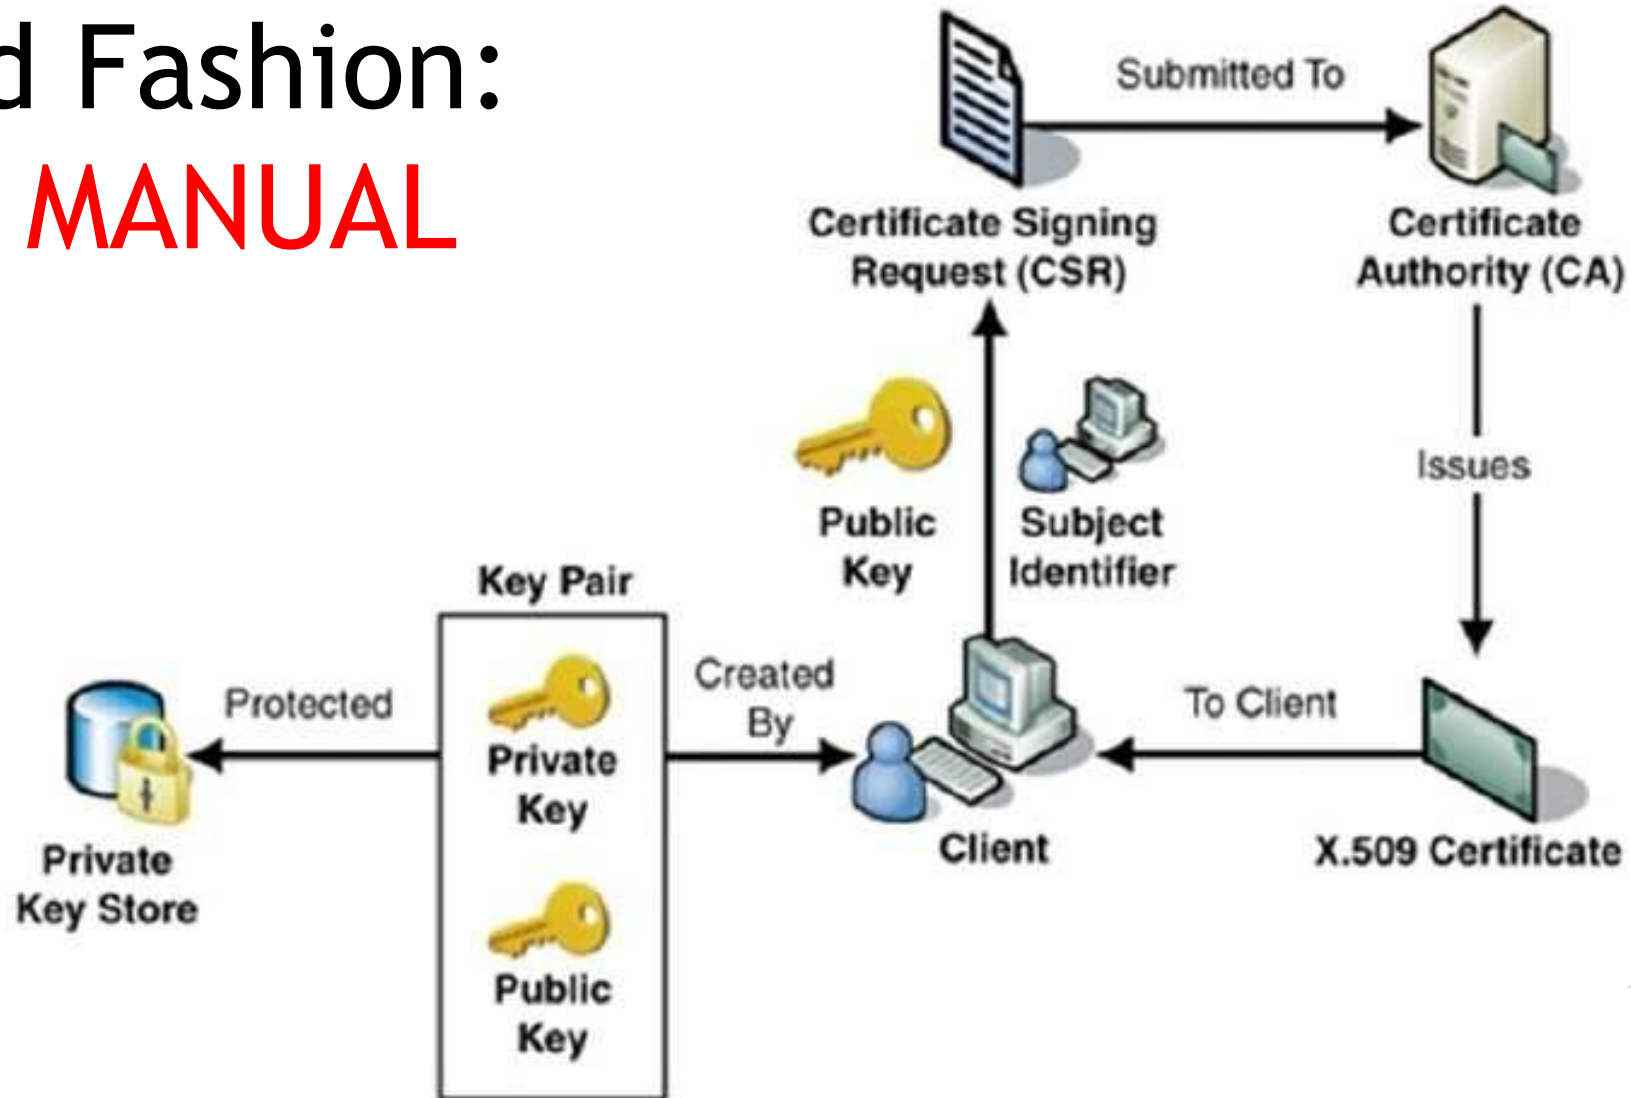 d Fashion:
MANUAL
Submitted To
Certificate Signing
Request (CSR)
Certificate
Authority (CA)
Public
Key
Subject
Identifier
Issues
Key Pair
Private
Key
Public
Key
Protected
Created
By
To Client
Private
Key Store
Client
X.509 Certificate